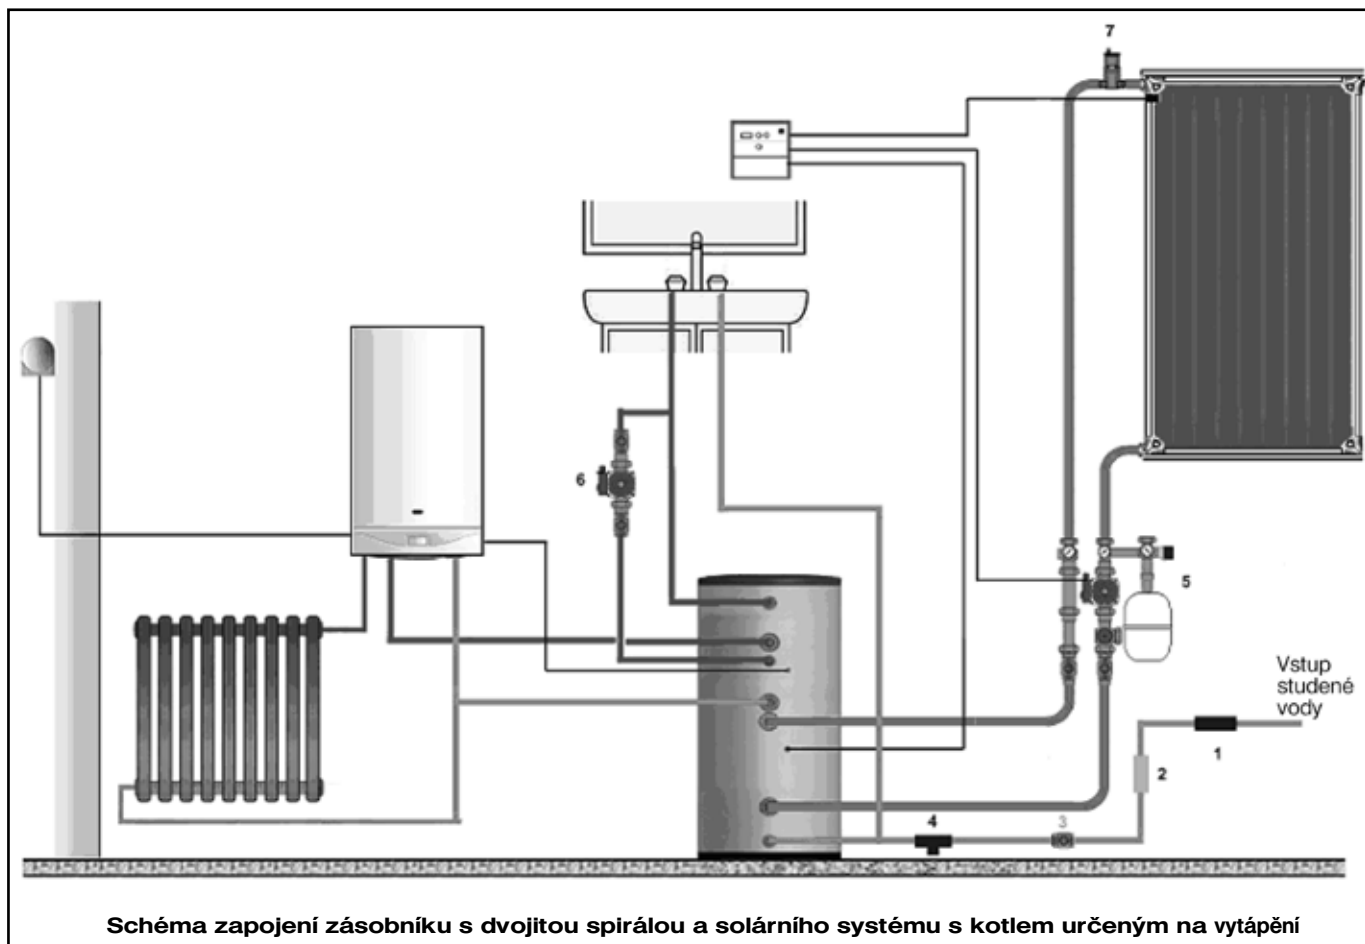 7
6
5
Vstup
studené
vody
1
2
3
4
Schéma zapojení zásobníku s dvojitou spirálou a solárního systému s kotlem určeným na vytápění